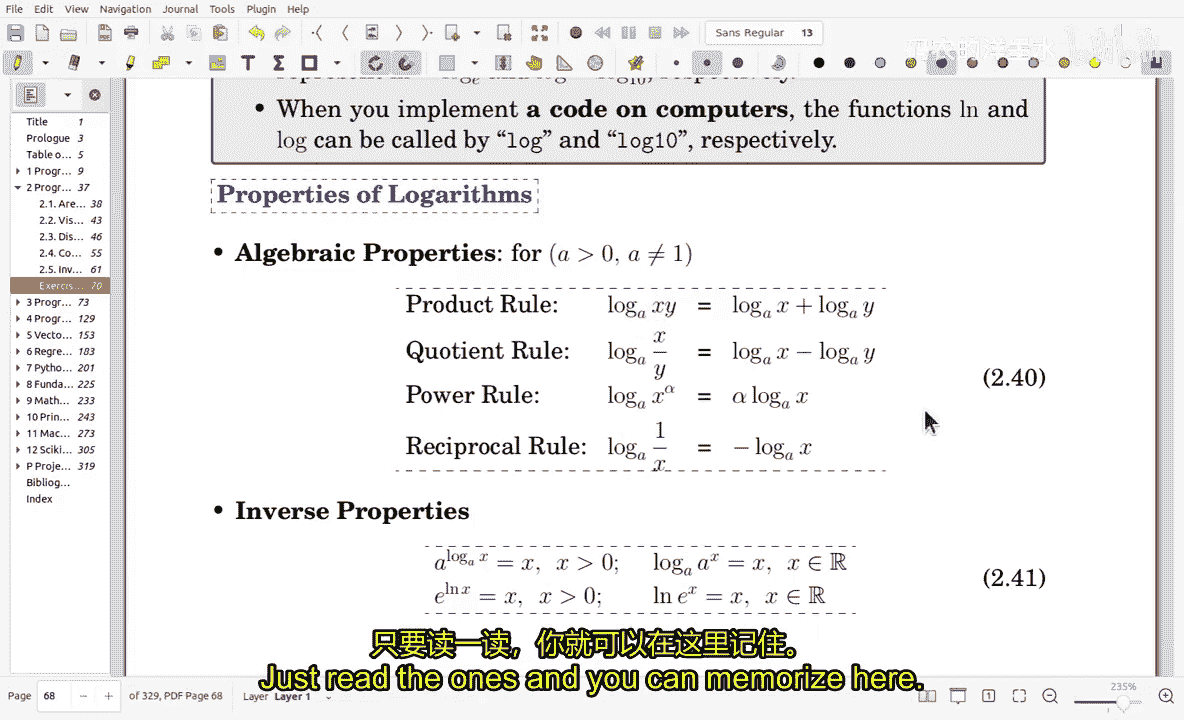 File Edit View Navigation Journal Tools Plugin Help
Sans Regular 13
Title 1
Prologue 3
Table o... 5
1 Progr... 9
2 Progr... 37
2.1. Are... 38
2.2. Vis... 43
2.3. Dis... 46
2.4. Co... 55
2.5. Inv... 61
Exercis... 70
3 Progr... 73
4 Progr... 129
5 Vecto... 153
6 Regre... 183
7 Pytho... 201
8 Funda... 225
9 Math... 233
10 Prin... 243
11 Mac... 273
12 Sciki... 305
P Proje... 319
Bibliog...
Index
• When you implement a code on computers, the functions ln and
log can be called by “log” and “log10”, respectively.
Properties of Logarithms
• Algebraic Properties: for (a > 0, a ≠ 1)
Product Rule: log_a xy = log_a x + log_a y
Quotient Rule: log_a x/y = log_a x − log_a y
Power Rule: log_a x^α = α log_a x
Reciprocal Rule: log_a 1/x = − log_a x
(2.40)
• Inverse Properties
a^{log_a x} = x, x > 0; log_a a^x = x, x ∈ ℝ
e^{ln x} = x, x > 0; ln e^x = x, x ∈ ℝ
(2.41)
只要读一读，你就可以在这里记住。
Just read the ones and you can memorize here.
Page 68 − + of 329, PDF Page 68 Layer Layer 1
235%